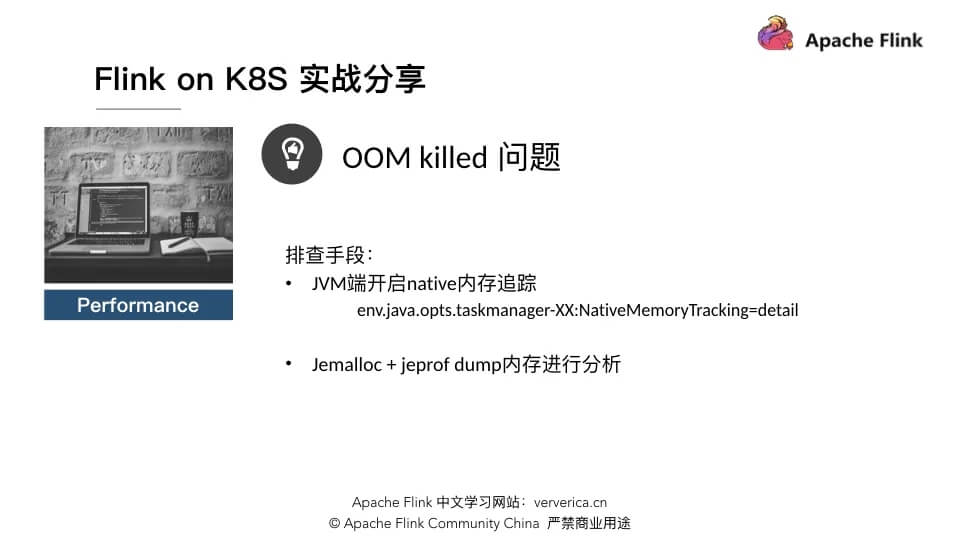 Apache Flink
Flink on K8S 实战分享
OOM killed 问题
排查手段：
• JVM端开启native内存追踪
env.java.opts.taskmanager-XX:NativeMemoryTracking=detail
• Jemalloc + jeprof dump内存进行分析
Performance
Apache Flink 中文学习网站：ververica.cn
© Apache Flink Community China 严禁商业用途